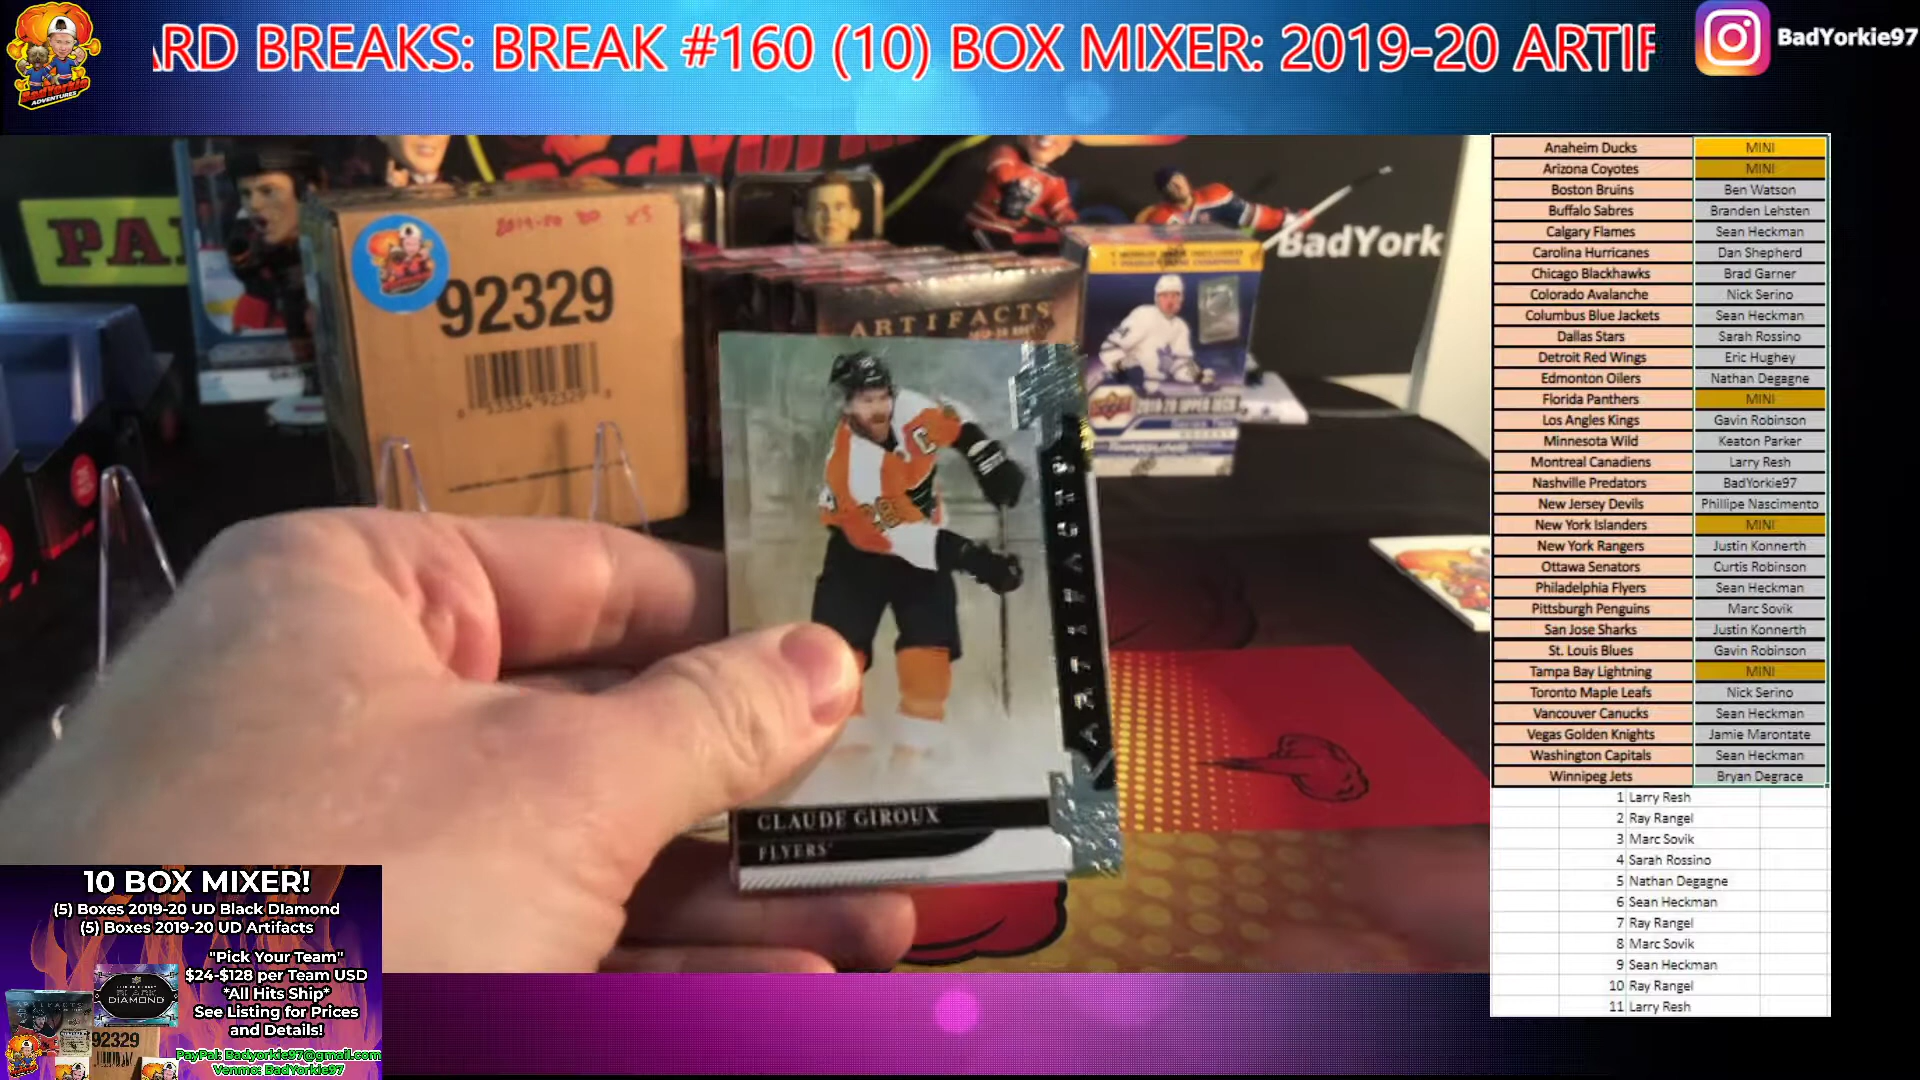 ARD BREAKS: BREAK #160 (10) BOX MIXER: 2019-20 ARTIF
BadYorkie97
BadYorkie
ADVENTURES
PA
BadYork
2019-20 BD x5
92329
ARTIFACTS
ARTIFACTS
CLAUDE GIROUX
FLYERS
Anaheim Ducks MINI
Arizona Coyotes MINI
Boston Bruins Ben Watson
Buffalo Sabres Branden Lehsten
Calgary Flames Sean Heckman
Carolina Hurricanes Dan Shepherd
Chicago Blackhawks Brad Garner
Colorado Avalanche Nick Serino
Columbus Blue Jackets Sean Heckman
Dallas Stars Sarah Rossino
Detroit Red Wings Eric Hughey
Edmonton Oilers Nathan Degagne
Florida Panthers MINI
Los Angles Kings Gavin Robinson
Minnesota Wild Keaton Parker
Montreal Canadiens Larry Resh
Nashville Predators BadYorkie97
New Jersey Devils Phillipe Nascimento
New York Islanders MINI
New York Rangers Justin Konnerth
Ottawa Senators Curtis Robinson
Philadelphia Flyers Sean Heckman
Pittsburgh Penguins Marc Sovik
San Jose Sharks Justin Konnerth
St. Louis Blues Gavin Robinson
Tampa Bay Lightning MINI
Toronto Maple Leafs Nick Serino
Vancouver Canucks Sean Heckman
Vegas Golden Knights Jamie Marontate
Washington Capitals Sean Heckman
Winnipeg Jets Bryan Degrace
1 Larry Resh
2 Ray Rangel
3 Marc Sovik
4 Sarah Rossino
5 Nathan Degagne
6 Sean Heckman
7 Ray Rangel
8 Marc Sovik
9 Sean Heckman
10 Ray Rangel
11 Larry Resh
10 BOX MIXER!
(5) Boxes 2019-20 UD Black DIamond
(5) Boxes 2019-20 UD Artifacts
"Pick Your Team"
$24-$128 per Team USD
*All Hits Ship*
See Listing for Prices
and Details!
BLACK
DIAMOND
92329
PayPal: Badyorkie97@gmail.com
Venmo: BadYorkie97